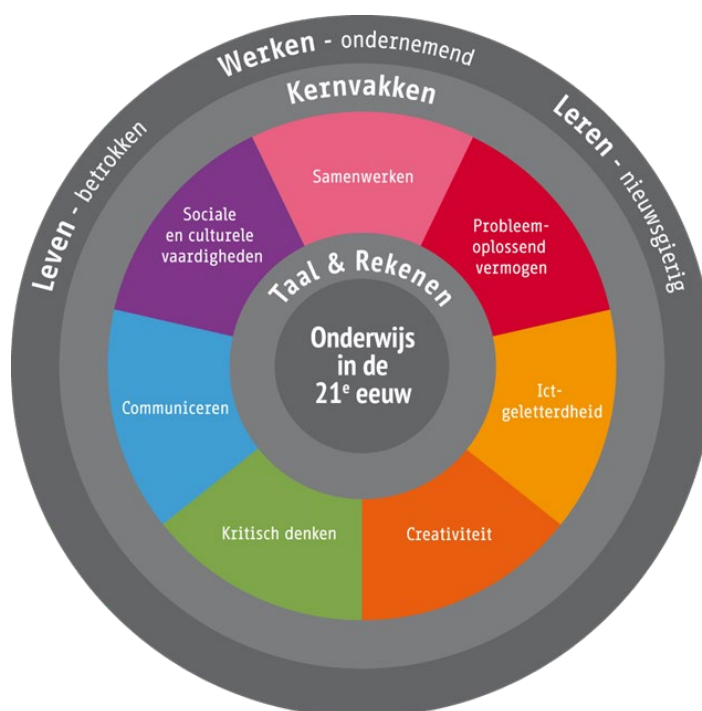 Werken - ondernemend
Kernvakken
Leven - betrokken
Leren - nieuwsgierig
Samenwerken
Sociale
en culturele
vaardigheden
Probleem-
oplossend
vermogen
Taal & Rekenen
Onderwijs
in de
21e eeuw
Communiceren
Ict-
geletterdheid
Kritisch denken
Creativiteit